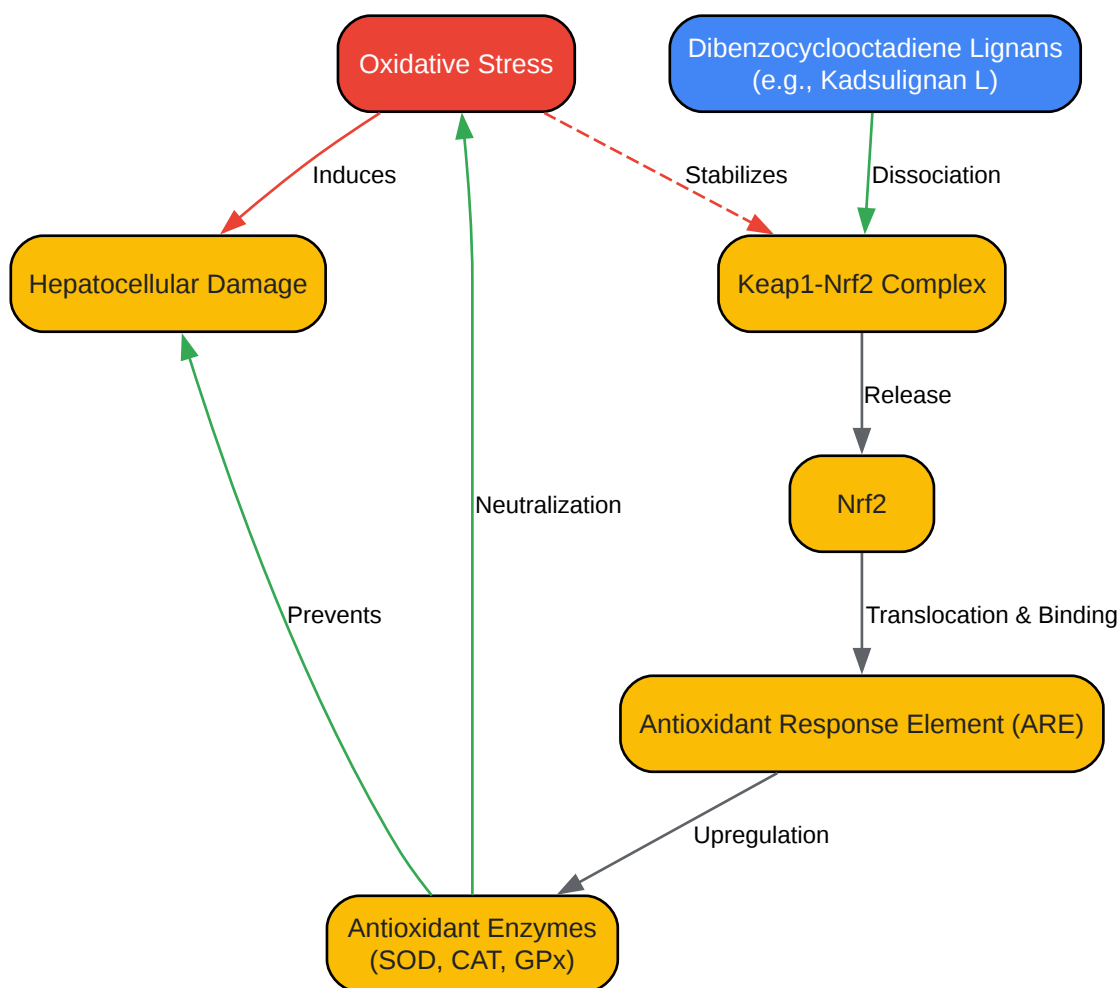 Oxidative Stress
Dibenzocyclooctadiene Lignans
(e.g., Kadsulignan L)
Induces
Stabilizes
Dissociation
Hepatocellular Damage
Keap1-Nrf2 Complex
Release
Nrf2
Neutralization
Prevents
Translocation & Binding
Antioxidant Response Element (ARE)
Upregulation
Antioxidant Enzymes
(SOD, CAT, GPx)